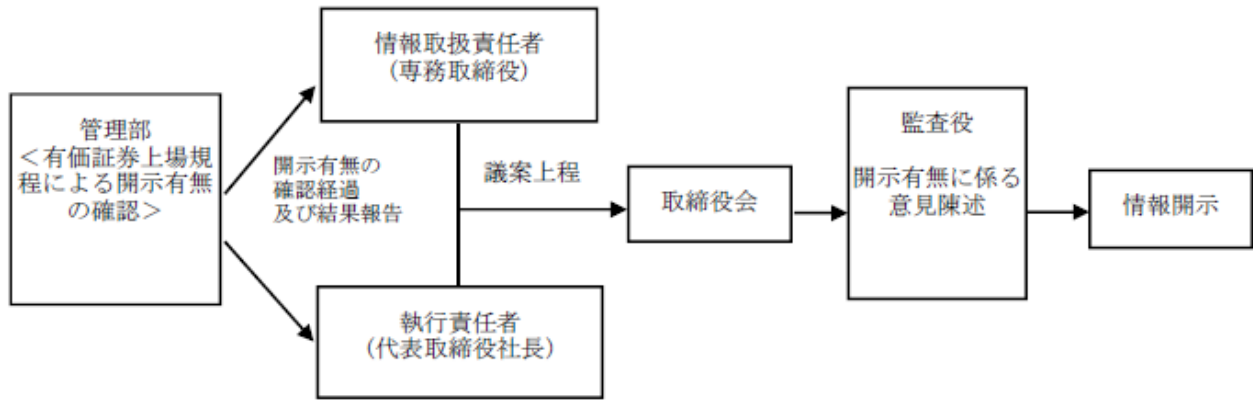 管理部
＜有価証券上場規
程による開示有無
の確認＞
情報取扱責任者
(専務取締役)
開示有無の
確認経過
及び結果報告
執行責任者
(代表取締役社長)
議案上程
取締役会
監査役
開示有無に係る
意見陳述
情報開示